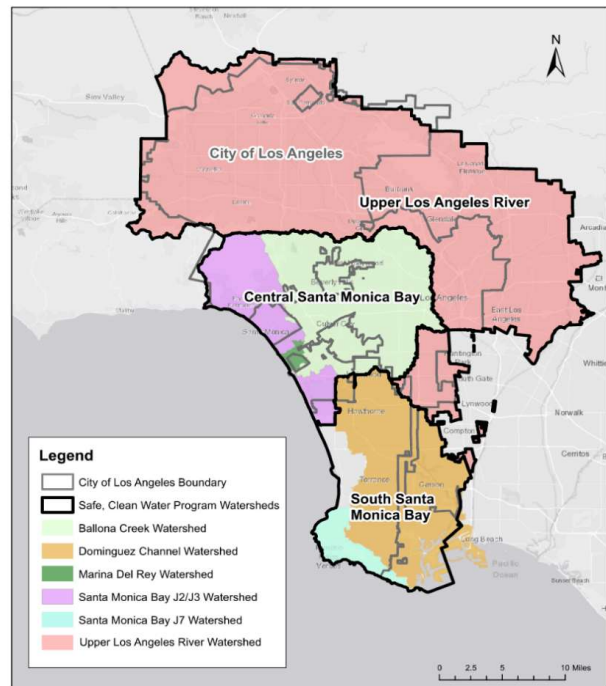 N
Simi Valley
City of Los Angeles
Burbank
Upper Los Angeles River
Glendale
Arcadia
El
Central Santa Monica Bay
Los Angeles
East Los
Angeles
Santa Monica
Culver City
Whittier
South Gate
Lynwood
Norwalk
Hawthorne
Compton
Cerritos
Torrance
Carson
South Santa
Monica Bay
Long Beach
Pacific
Ocean
Legend
City of Los Angeles Boundary
Safe, Clean Water Program Watersheds
Ballona Creek Watershed
Dominguez Channel Watershed
Marina Del Rey Watershed
Santa Monica Bay J2/J3 Watershed
Santa Monica Bay J7 Watershed
Upper Los Angeles River Watershed
0 2.5 5 10 Miles